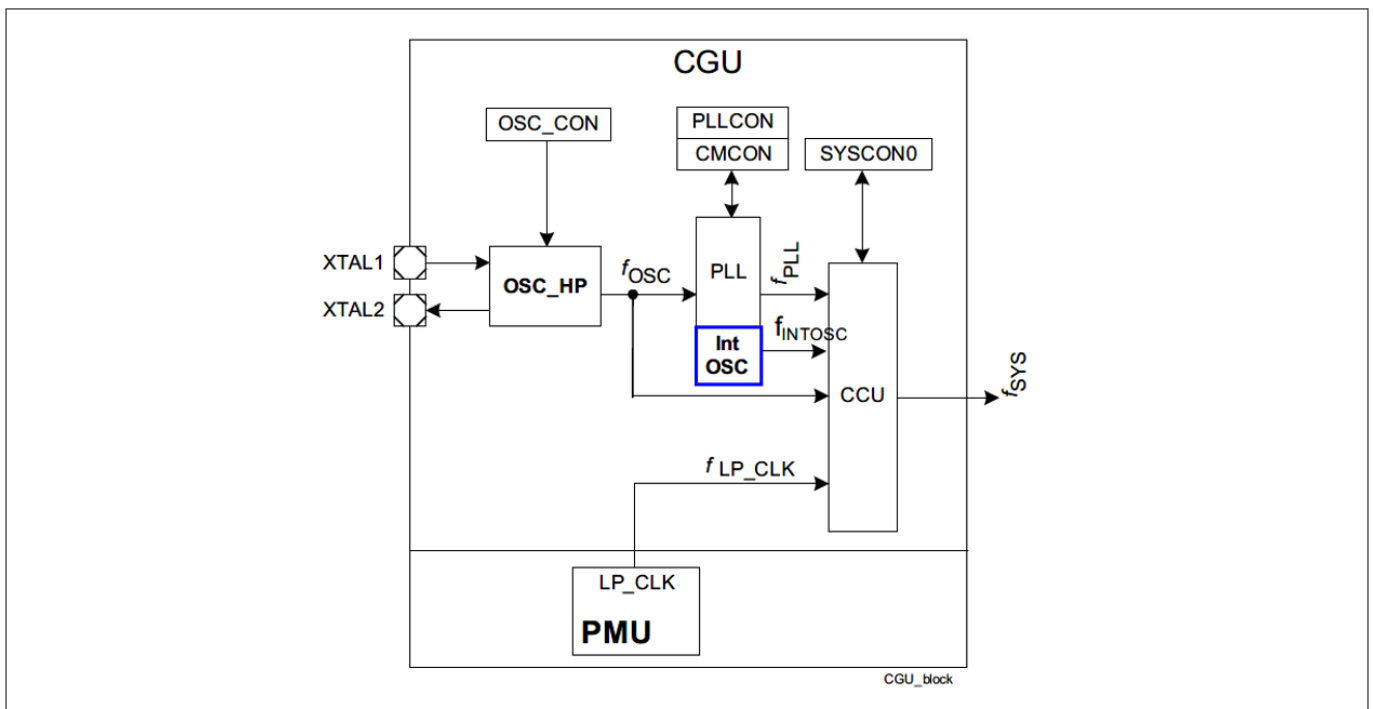 CGU
OSC_CON
PLLCON
CMCON
SYSCON0
XTAL1
XTAL2
OSC_HP
fOSC
PLL
fPLL
Int
OSC
fINTOSC
CCU
fSYS
f LP_CLK
LP_CLK
PMU
CGU_block